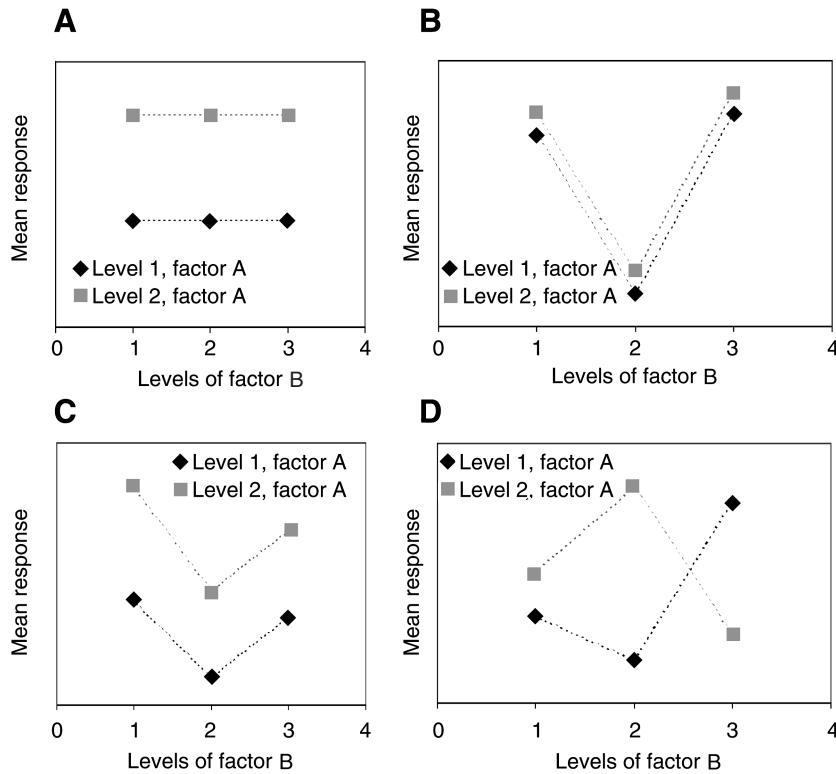 A
Mean response
Level 1, factor A
Level 2, factor A
0 1 2 3 4
Levels of factor B
B
Mean response
Level 1, factor A
Level 2, factor A
0 1 2 3 4
Levels of factor B
C
Mean response
Level 1, factor A
Level 2, factor A
0 1 2 3 4
Levels of factor B
D
Mean response
Level 1, factor A
Level 2, factor A
0 1 2 3 4
Levels of factor B